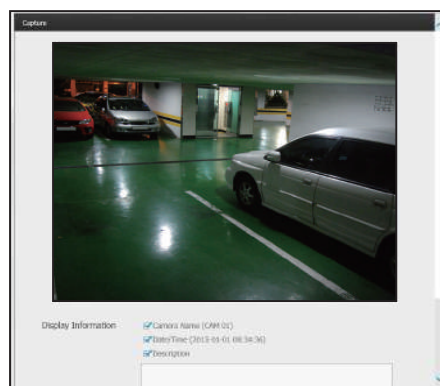 Capture
Display Information
Camera Name (CAM 01)
Date/Time (2013-01-01 08:34:36)
Description